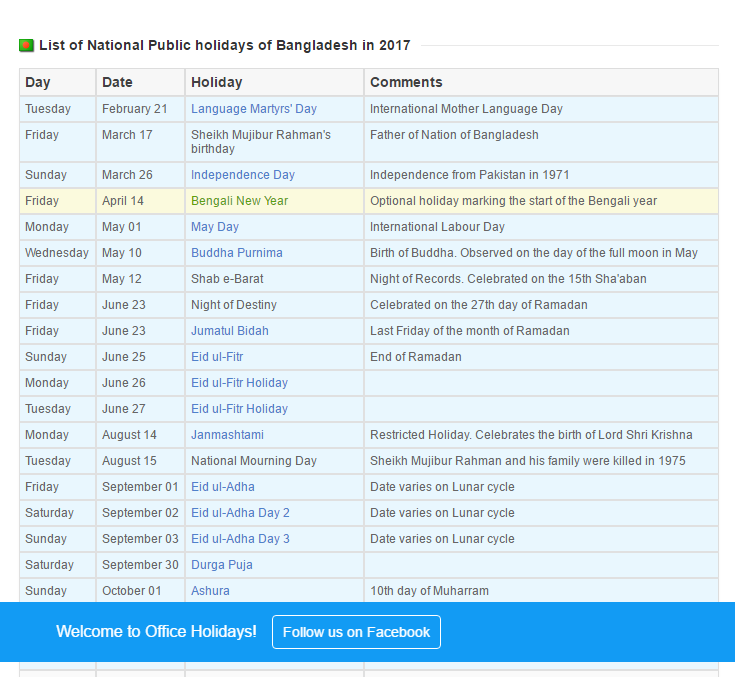 List of National Public holidays of Bangladesh in 2017
Day Date Holiday Comments
Tuesday February 21 Language Martyrs' Day International Mother Language Day
Friday March 17 Sheikh Mujibur Rahman's Father of Nation of Bangladesh
birthday
Sunday March 26 Independence Day Independence from Pakistan in 1971
Friday April 14 Bengali New Year Optional holiday marking the start of the Bengali year
Monday May 01 May Day International Labour Day
Wednesday May 10 Buddha Purnima Birth of Buddha. Observed on the day of the full moon in May
Friday May 12 Shab e-Barat Night of Records. Celebrated on the 15th Sha'aban
Friday June 23 Night of Destiny Celebrated on the 27th day of Ramadan
Friday June 23 Jumatul Bidah Last Friday of the month of Ramadan
Sunday June 25 Eid ul-Fitr End of Ramadan
Monday June 26 Eid ul-Fitr Holiday
Tuesday June 27 Eid ul-Fitr Holiday
Monday August 14 Janmashtami Restricted Holiday. Celebrates the birth of Lord Shri Krishna
Tuesday August 15 National Mourning Day Sheikh Mujibur Rahman and his family were killed in 1975
Friday September 01 Eid ul-Adha Date varies on Lunar cycle
Saturday September 02 Eid ul-Adha Day 2 Date varies on Lunar cycle
Sunday September 03 Eid ul-Adha Day 3 Date varies on Lunar cycle
Saturday September 30 Durga Puja
Sunday October 01 Ashura 10th day of Muharram
Welcome to Office Holidays! Follow us on Facebook